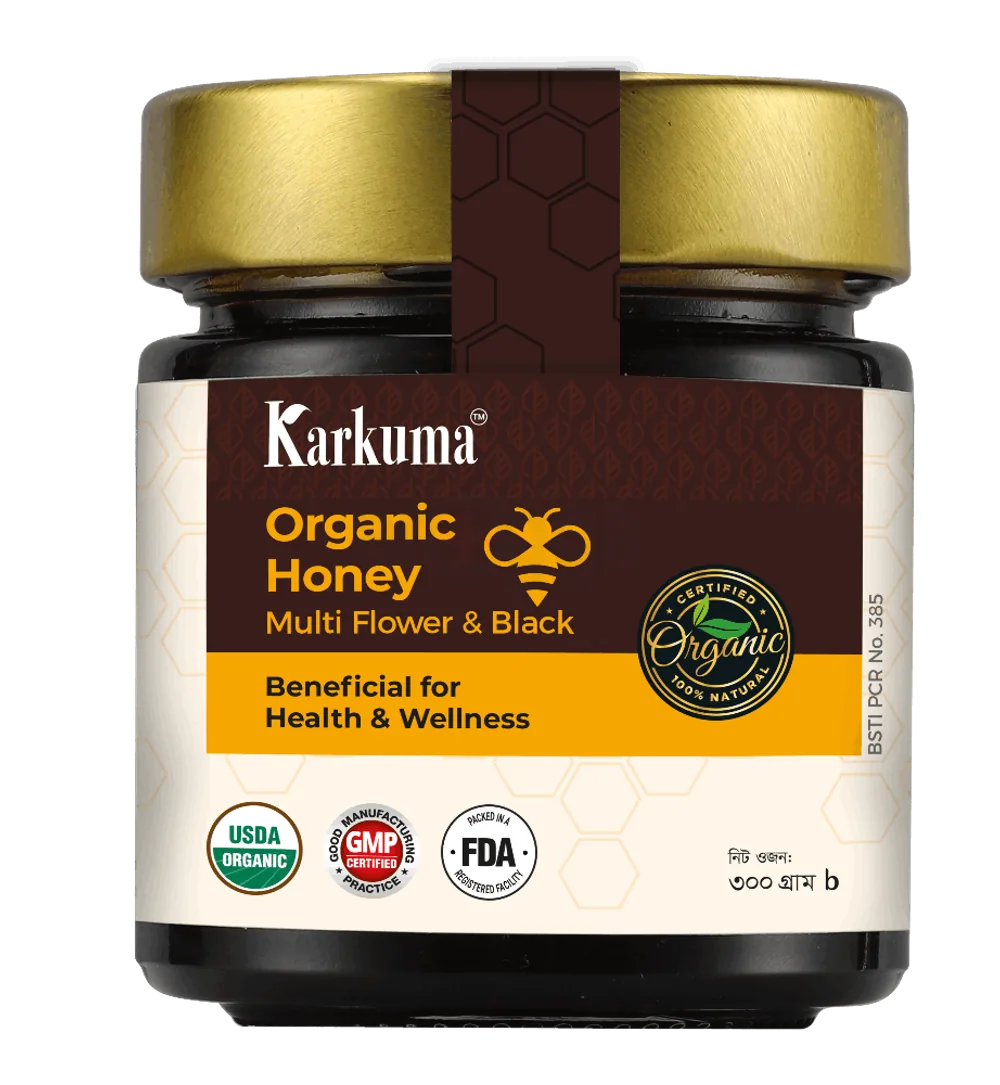 Karkuma™
Organic
Honey
Multi Flower & Black
CERTIFIED
Organic
100% NATURAL
Beneficial for
Health & Wellness
BSTI PCR No. 385
USDA
ORGANIC
GOOD MANUFACTURING
GMP
CERTIFIED
PRACTICE
PACKED IN A
FDA
REGISTERED FACILITY
নিট ওজন:
৩০০ গ্রাম b